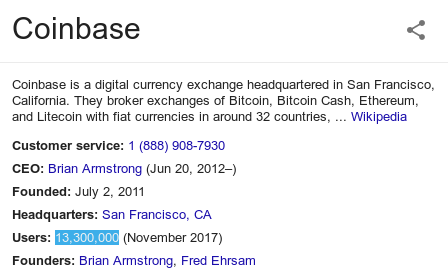 Coinbase
Coinbase is a digital currency exchange headquartered in San Francisco,
California. They broker exchanges of Bitcoin, Bitcoin Cash, Ethereum,
and Litecoin with fiat currencies in around 32 countries, ... Wikipedia
Customer service: 1 (888) 908-7930
CEO: Brian Armstrong (Jun 20, 2012–)
Founded: July 2, 2011
Headquarters: San Francisco, CA
Users: 13,300,000 (November 2017)
Founders: Brian Armstrong, Fred Ehrsam